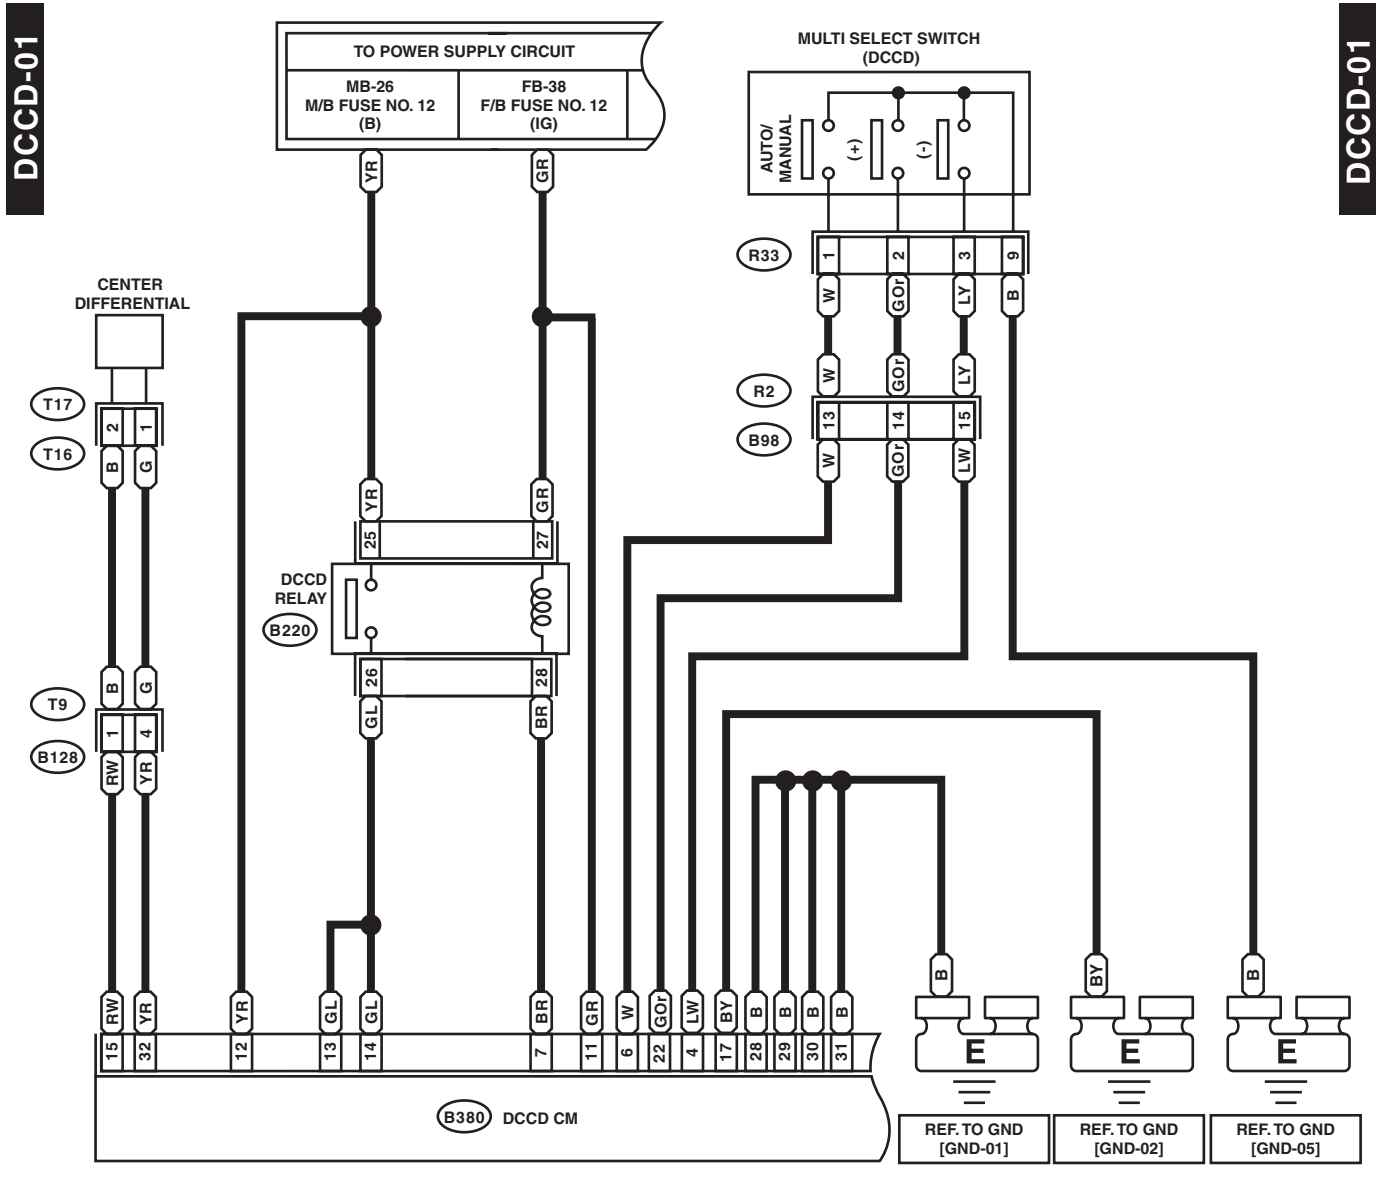 DCCD-01
DCCD-01
TO POWER SUPPLY CIRCUIT
MB-26
M/B FUSE NO. 12
(B)
FB-38
F/B FUSE NO. 12
(IG)
MULTI SELECT SWITCH
(DCCD)
AUTO/
MANUAL
(+)
(-)
YR
GR
R33
1
2
3
9
W
GOr
LY
B
CENTER
DIFFERENTIAL
W
GOr
LY
R2
T17
2
1
13
14
15
B98
T16
B
G
W
GOr
LW
YR
GR
25
27
DCCD
RELAY
B220
26
28
B
G
T9
GL
BR
1
4
B128
RW
YR
B
BY
B
RW
YR
YR
GL
GL
BR
GR
W
GOr
LW
BY
B
B
B
B
15
32
12
13
14
7
11
6
22
4
17
28
29
30
31
E
E
E
B380
DCCD CM
REF. TO GND
[GND-01]
REF. TO GND
[GND-02]
REF. TO GND
[GND-05]